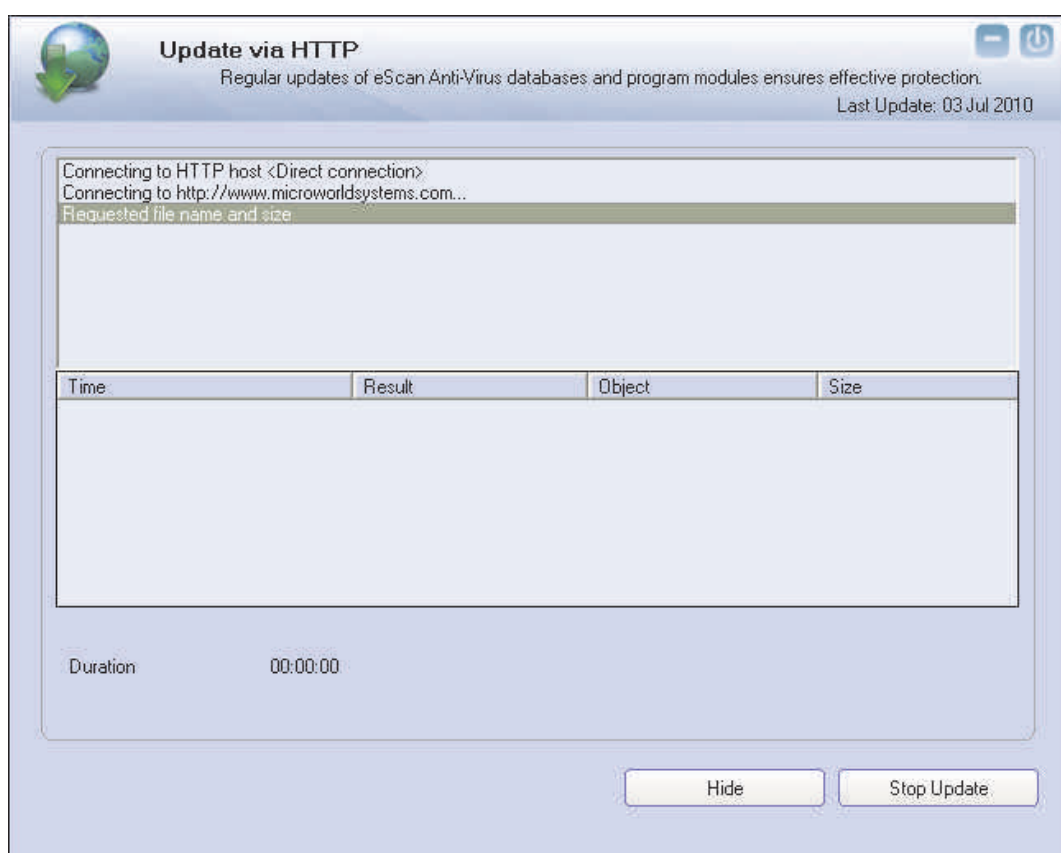 Update via HTTP
Regular updates of eScan Anti-Virus databases and program modules ensures effective protection.
Last Update: 03 Jul 2010
Connecting to HTTP host <Direct connection>
Connecting to http://www.microworldsystems.com...
Requested file name and size
Time Result Object Size
Duration 00:00:00
Hide Stop Update